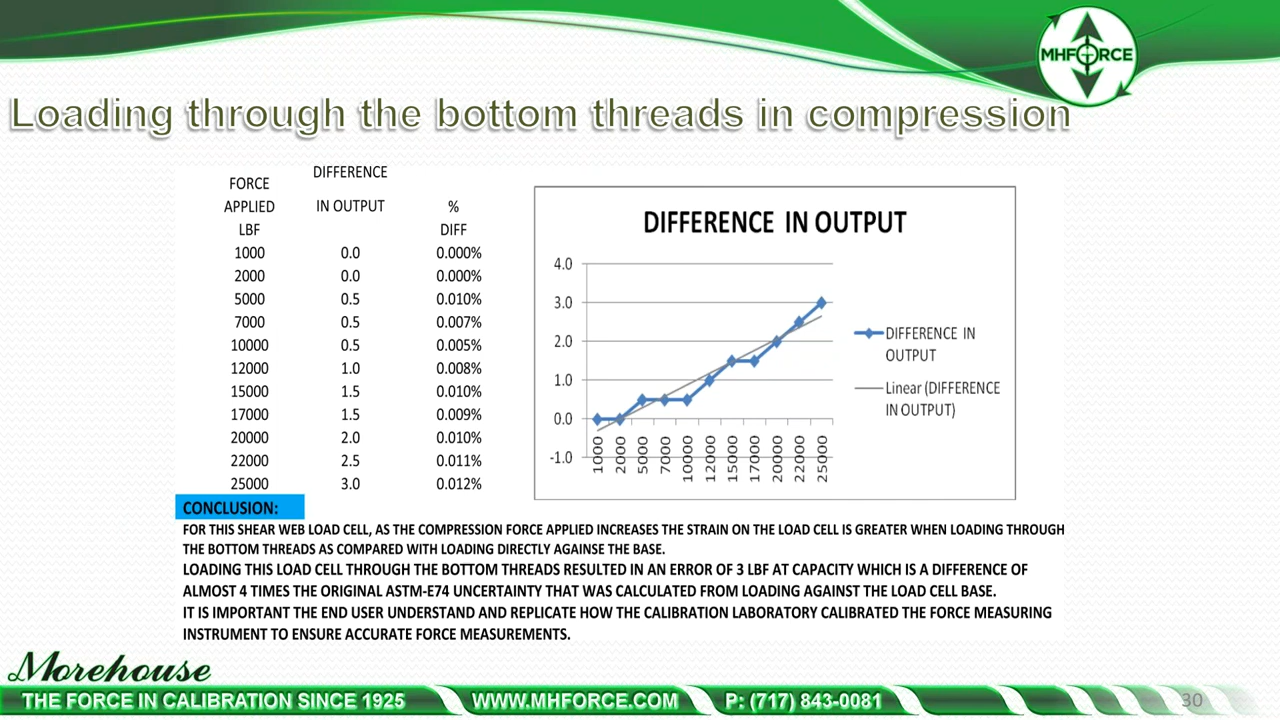 MHFORCE
Loading through the bottom threads in compression
FORCE APPLIED LBF DIFFERENCE IN OUTPUT % DIFF
1000 0.0 0.000%
2000 0.0 0.000%
5000 0.5 0.010%
7000 0.5 0.007%
10000 0.5 0.005%
12000 1.0 0.008%
15000 1.5 0.010%
17000 1.5 0.009%
20000 2.0 0.010%
22000 2.5 0.011%
25000 3.0 0.012%
DIFFERENCE IN OUTPUT
4.0
3.0
2.0
1.0
0.0
-1.0
1000 2000 5000 7000 10000 12000 15000 17000 20000 22000 25000
DIFFERENCE IN
OUTPUT
Linear (DIFFERENCE
IN OUTPUT)
CONCLUSION:
FOR THIS SHEAR WEB LOAD CELL, AS THE COMPRESSION FORCE APPLIED INCREASES THE STRAIN ON THE LOAD CELL IS GREATER WHEN LOADING THROUGH
THE BOTTOM THREADS AS COMPARED WITH LOADING DIRECTLY AGAINSE THE BASE.
LOADING THIS LOAD CELL THROUGH THE BOTTOM THREADS RESULTED IN AN ERROR OF 3 LBF AT CAPACITY WHICH IS A DIFFERENCE OF
ALMOST 4 TIMES THE ORIGINAL ASTM-E74 UNCERTAINTY THAT WAS CALCULATED FROM LOADING AGAINST THE LOAD CELL BASE.
IT IS IMPORTANT THE END USER UNDERSTAND AND REPLICATE HOW THE CALIBRATION LABORATORY CALIBRATED THE FORCE MEASURING
INSTRUMENT TO ENSURE ACCURATE FORCE MEASUREMENTS.
Morehouse
THE FORCE IN CALIBRATION SINCE 1925 WWW.MHFORCE.COM P: (717) 843-0081 30